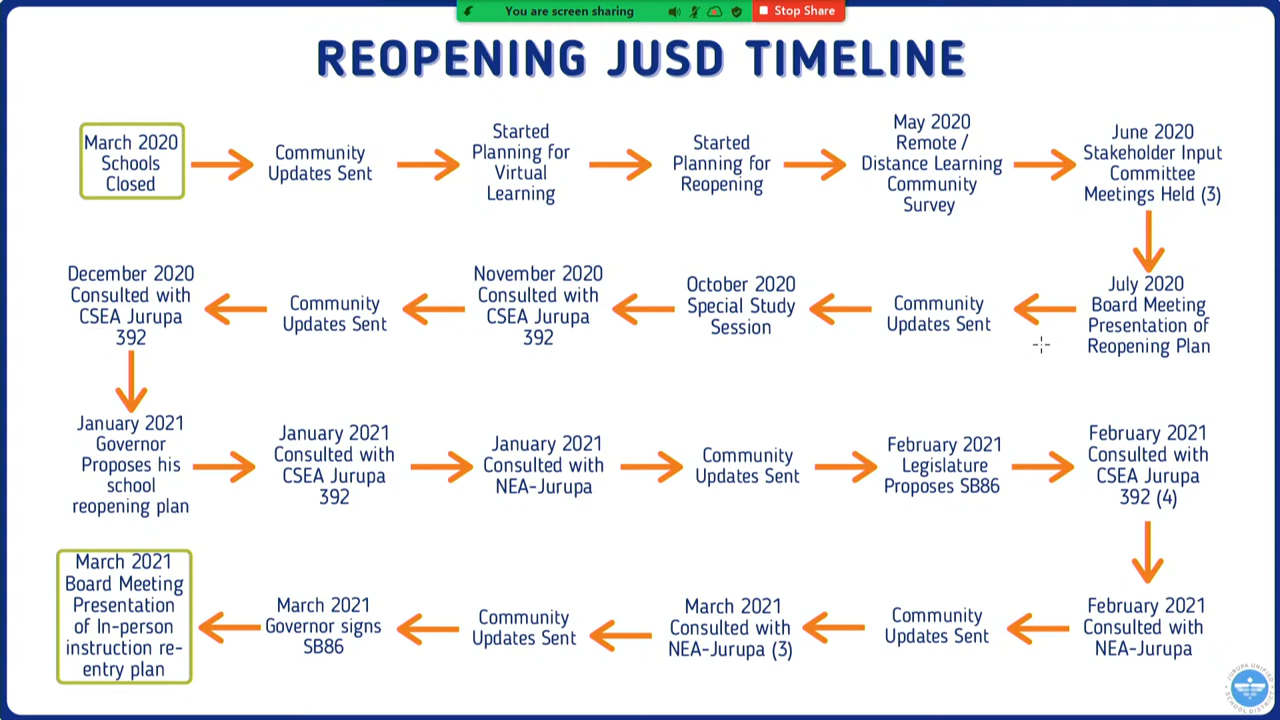 You are screen sharing
Stop Share
REOPENING JUSD TIMELINE
March 2020
Schools
Closed
Community
Updates Sent
Started
Planning for
Virtual
Learning
Started
Planning for
Reopening
May 2020
Remote /
Distance Learning
Community
Survey
June 2020
Stakeholder Input
Committee
Meetings Held (3)
July 2020
Board Meeting
Presentation of
Reopening Plan
Community
Updates Sent
October 2020
Special Study
Session
November 2020
Consulted with
CSEA Jurupa
392
Community
Updates Sent
December 2020
Consulted with
CSEA Jurupa
392
January 2021
Governor
Proposes his
school
reopening plan
January 2021
Consulted with
CSEA Jurupa
392
January 2021
Consulted with
NEA-Jurupa
Community
Updates Sent
February 2021
Legislature
Proposes SB86
February 2021
Consulted with
CSEA Jurupa
392 (4)
February 2021
Consulted with
NEA-Jurupa
Community
Updates Sent
March 2021
Consulted with
NEA-Jurupa (3)
Community
Updates Sent
March 2021
Governor signs
SB86
March 2021
Board Meeting
Presentation
of In-person
instruction re-
entry plan
JURUPA UNIFIED
SCHOOL DISTRICT